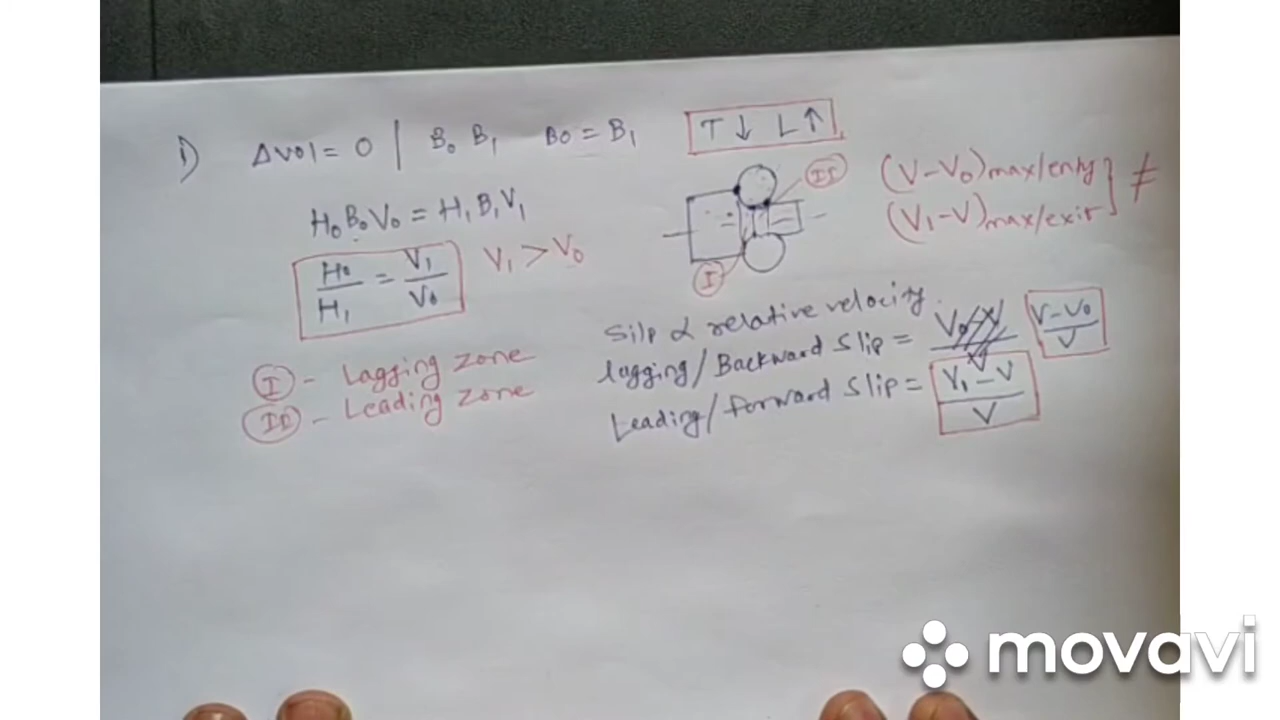 1) ΔVol = 0 | B₀ B₁ B0 = B₁ T↓ L↑
H₀B₀V₀ = H₁B₁V₁
H₀/H₁ = V₁/V₀ V₁ > V₀
I - Lagging zone
II - Leading zone
II
I
(V-V₀)max/entry
(V₁-V)max/exit } ≠
Silp ∝ relative velocity.
lagging/Backward slip = V-V₀/V
Leading/forward slip = V₁-V/V
movavi